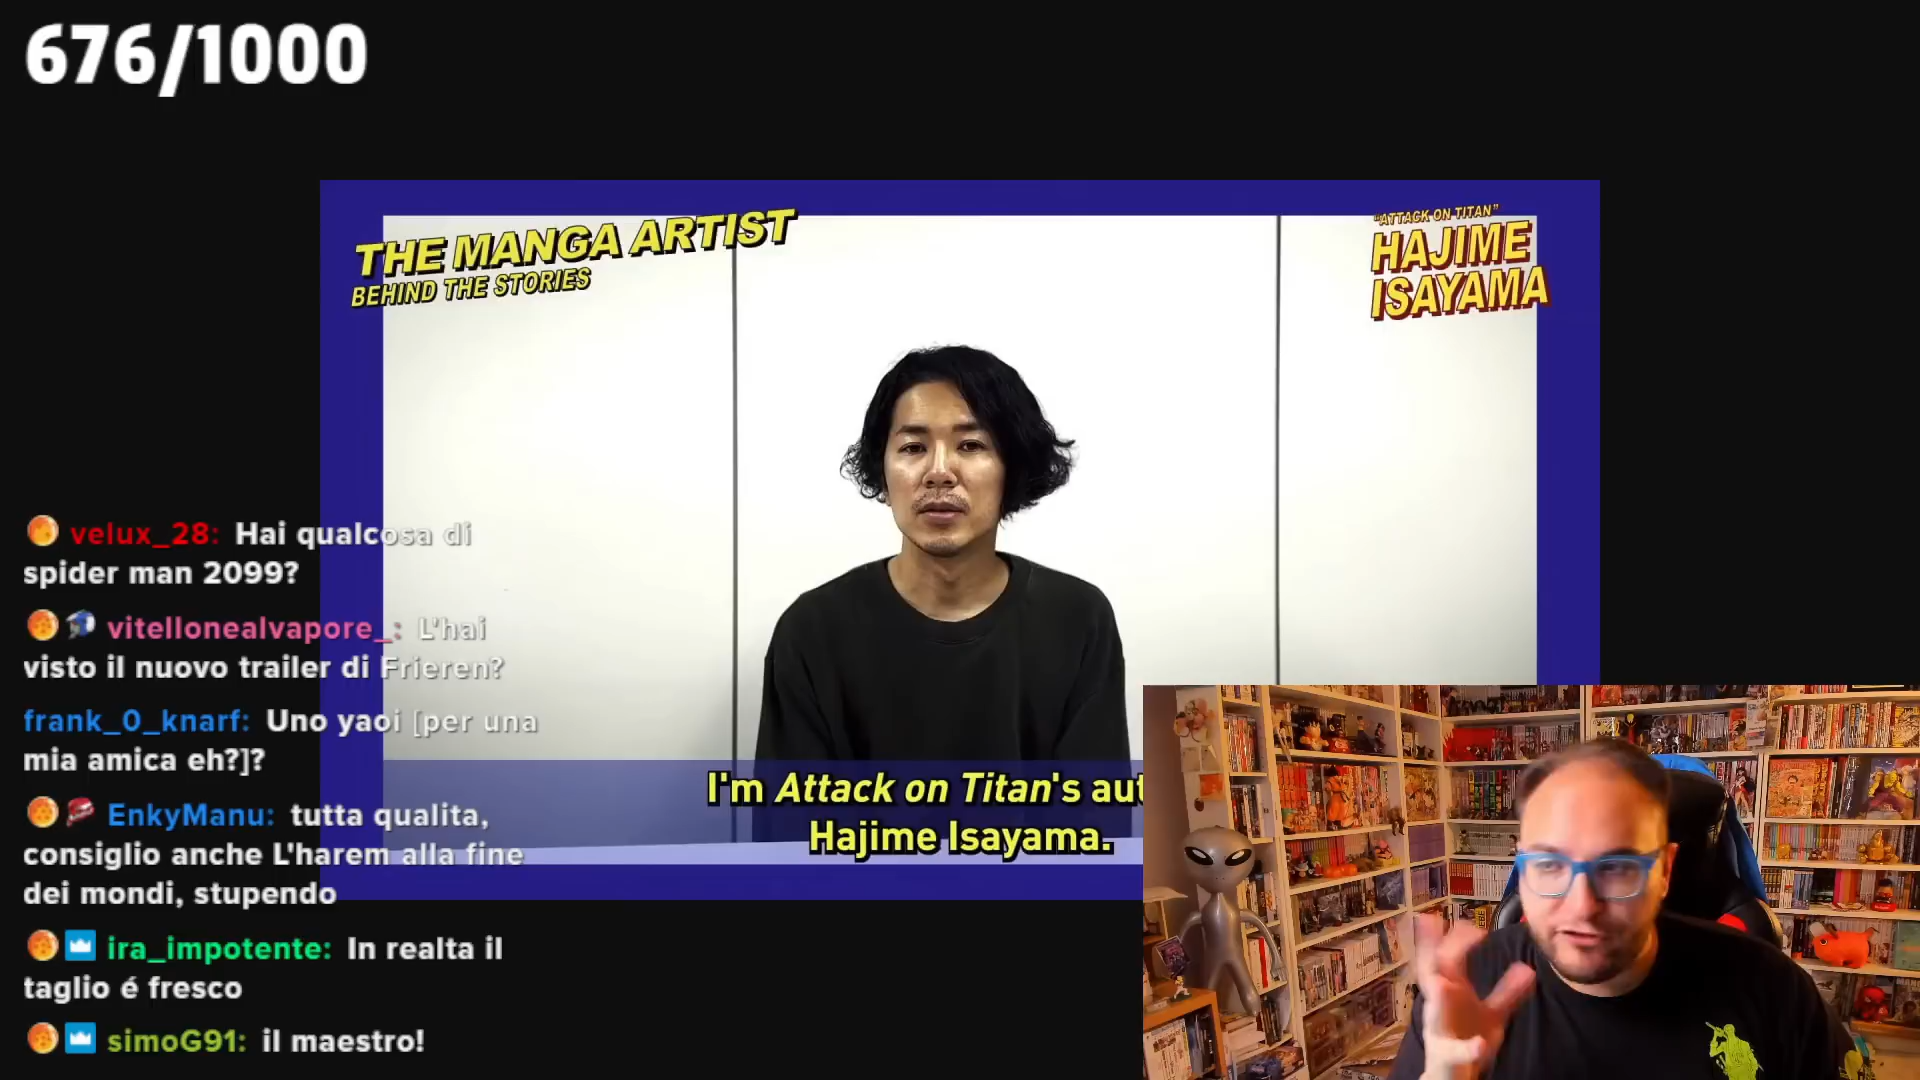 676/1000
THE MANGA ARTIST
BEHIND THE STORIES
"ATTACK ON TITAN"
HAJIME
ISAYAMA
velux_28: Hai qualcosa di
spider man 2099?
vitellonealvapore_: L'hai
visto il nuovo trailer di Frieren?
frank_0_knarf: Uno yaoi [per una
mia amica eh?]?
EnkyManu: tutta qualita,
consiglio anche L'harem alla fine
dei mondi, stupendo
ira_impotente: In realta il
taglio é fresco
simoG91: il maestro!
I'm Attack on Titan's aut
Hajime Isayama.